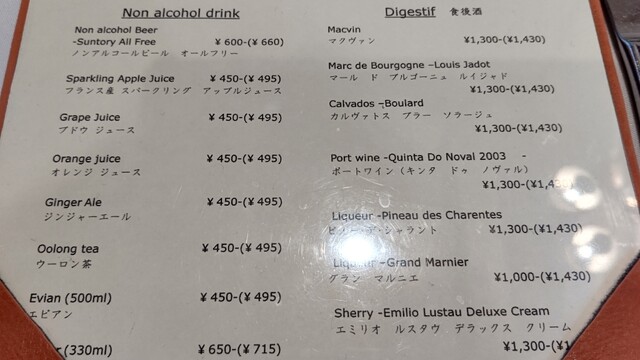 Non alcohol drink
Non alcohol Beer
-Suntory All Free ¥ 600-(¥ 660)
ノンアルコールビール オールフリー
Sparkling Apple Juice ¥ 450-(¥ 495)
フランス産 スパークリング アップルジュース
Grape Juice ¥ 450-(¥ 495)
ブドウ ジュース
Orange juice ¥ 450-(¥ 495)
オレンジ ジュース
Ginger Ale ¥ 450-(¥ 495)
ジンジャーエール
Oolong tea ¥ 450-(¥ 495)
ウーロン茶
Evian (500ml) ¥ 450-(¥ 495)
エビアン
(330ml) ¥ 650-(¥ 715)
Digestif 食後酒
Macvin
マクヴァン ¥1,300-(¥1,430)
Marc de Bourgogne –Louis Jadot
マール ド ブルゴーニュ ルイジャド
¥1,300-(¥1,430)
Calvados –Boulard
カルヴァトス ブラー ソラージュ
¥1,300-(¥1,430)
Port wine -Quinta Do Noval 2003 -
ポートワイン（キンタ ドゥ ノヴァル）
¥1,300-(¥1,4
Liqueur -Pineau des Charentes
デ・シャラント ¥1,300-(¥1,430)
Liqueur –Grand Marnier
グラン マルニエ ¥1,000-(¥1,430)
Sherry -Emilio Lustau Deluxe Cream
エミリオ ルスタウ デラックス クリーム
¥1,300-(¥1